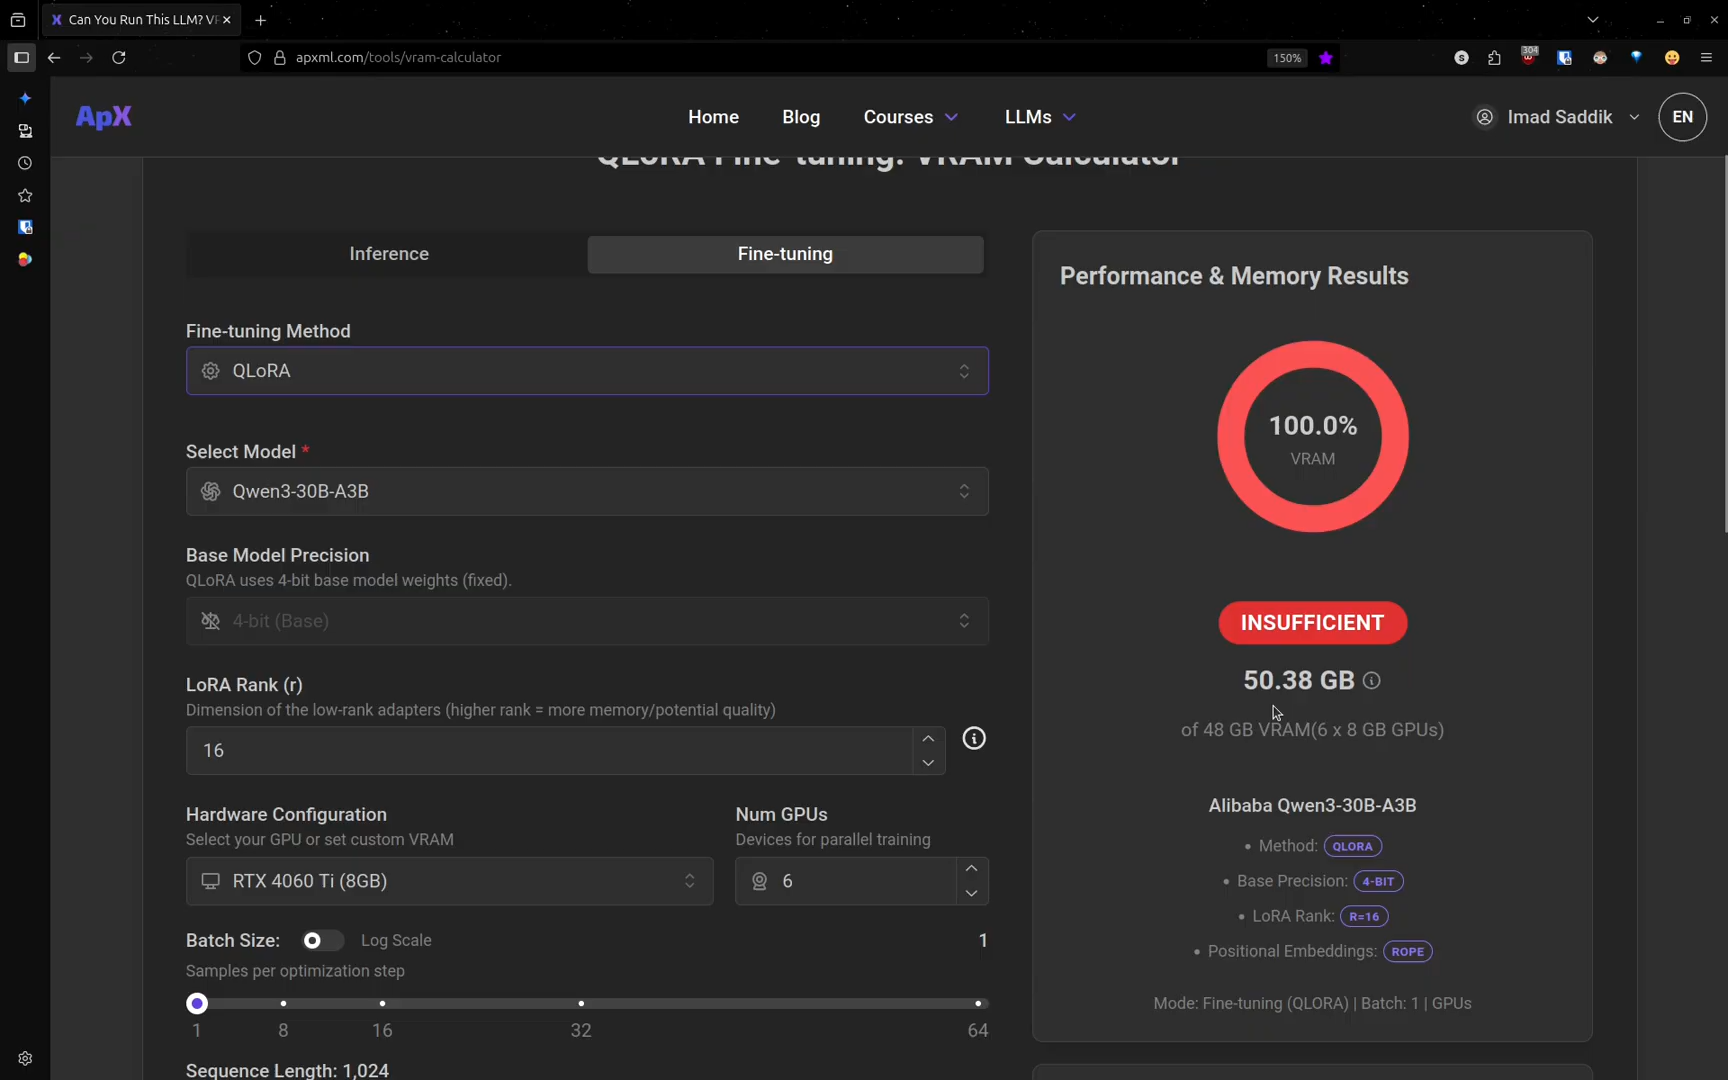 Can You Run This LLM? VR
apxml.com/tools/vram-calculator
150%
304
ApX
Home
Blog
Courses
LLMs
Imad Saddik
EN
QLoRA Fine-tuning: VRAM Calculator
Inference
Fine-tuning
Fine-tuning Method
QLoRA
Select Model *
Qwen3-30B-A3B
Base Model Precision
QLoRA uses 4-bit base model weights (fixed).
4-bit (Base)
LoRA Rank (r)
Dimension of the low-rank adapters (higher rank = more memory/potential quality)
16
Hardware Configuration
Select your GPU or set custom VRAM
RTX 4060 Ti (8GB)
Num GPUs
Devices for parallel training
6
Batch Size:
Log Scale
1
Samples per optimization step
1
8
16
32
64
Sequence Length: 1,024
Performance & Memory Results
100.0%
VRAM
INSUFFICIENT
50.38 GB
of 48 GB VRAM(6 x 8 GB GPUs)
Alibaba Qwen3-30B-A3B
• Method: QLORA
• Base Precision: 4-BIT
• LoRA Rank: R=16
• Positional Embeddings: ROPE
Mode: Fine-tuning (QLORA) | Batch: 1 | GPUs